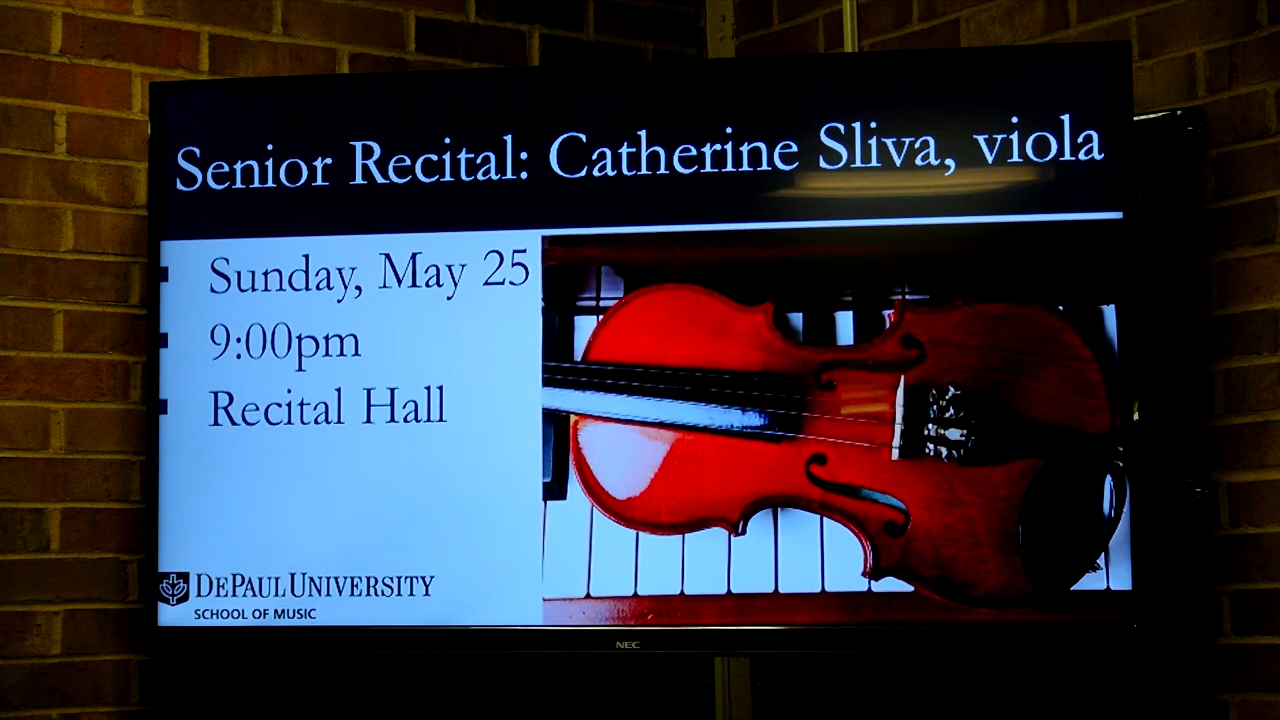 Senior Recital: Catherine Sliva, viola
Sunday, May 25
9:00pm
Recital Hall
DEPAUL UNIVERSITY
SCHOOL OF MUSIC
NEC